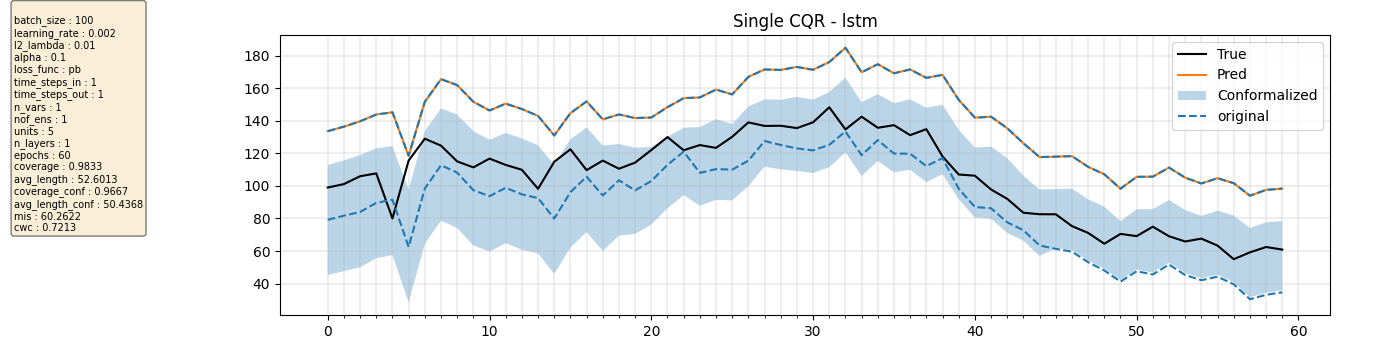 batch_size : 100
learning_rate : 0.002
l2_lambda : 0.01
alpha : 0.1
loss_func : pb
time_steps_in : 1
time_steps_out : 1
n_vars : 1
nof_ens : 1
units : 5
n_layers : 1
epochs : 60
coverage : 0.9833
avg_length : 52.6013
coverage_conf : 0.9667
avg_length_conf : 50.4368
mis : 60.2622
cwc : 0.7213
Single CQR - lstm
180
160
140
120
100
80
60
40
0 10 20 30 40 50 60
True
Pred
Conformalized
original